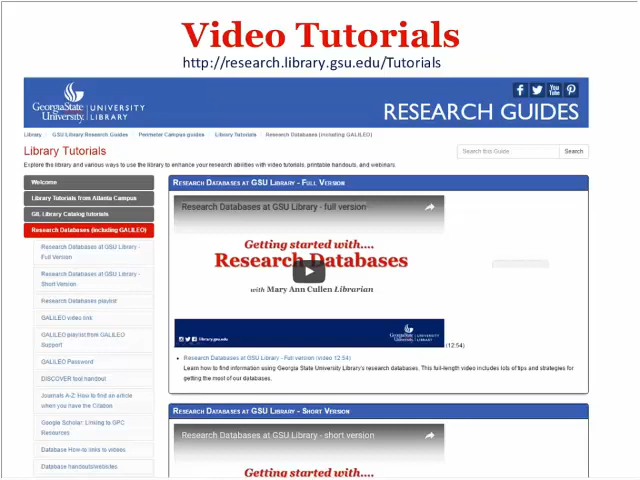 Video Tutorials
http://research.library.gsu.edu/Tutorials
GeorgiaState University
UNIVERSITY LIBRARY
RESEARCH GUIDES
Library GSU Library Research Guides Perimeter Campus guides Library Tutorials Research Databases (including GALILEO)
Library Tutorials
Search this Guide Search
Explore the library and various ways to use the library to enhance your research abilities with video tutorials, printable handouts, and webinars.
Welcome
Library Tutorials from Atlanta Campus
GIL Library Catalog tutorials
Research Databases (including GALILEO)
Research Databases at GSU Library -
Full Version
Research Databases at GSU Library -
Short Version
Research Databases playlist
GALILEO video link
GALILEO playlist from GALILEO
Support
GALILEO Password
DISCOVER tool handout
Journals A-Z: How to find an article
when you have the Citation
Google Scholar: Linking to GPC
Resources
Database How-to links to videos
Database handouts/websites
Research Databases at GSU Library - Full Version
Research Databases at GSU Library - full version
Getting started with....
Research Databases
with Mary Ann Cullen Librarian
library.gsu.edu
(12:54)
Research Databases at GSU Library - Full version (video 12:54)
Learn how to find information using Georgia State University Library's research databases. This full-length video includes lots of tips and strategies for
getting the most of our databases.
Research Databases at GSU Library - Short Version
Research Databases at GSU Library - short version
Getting started with....